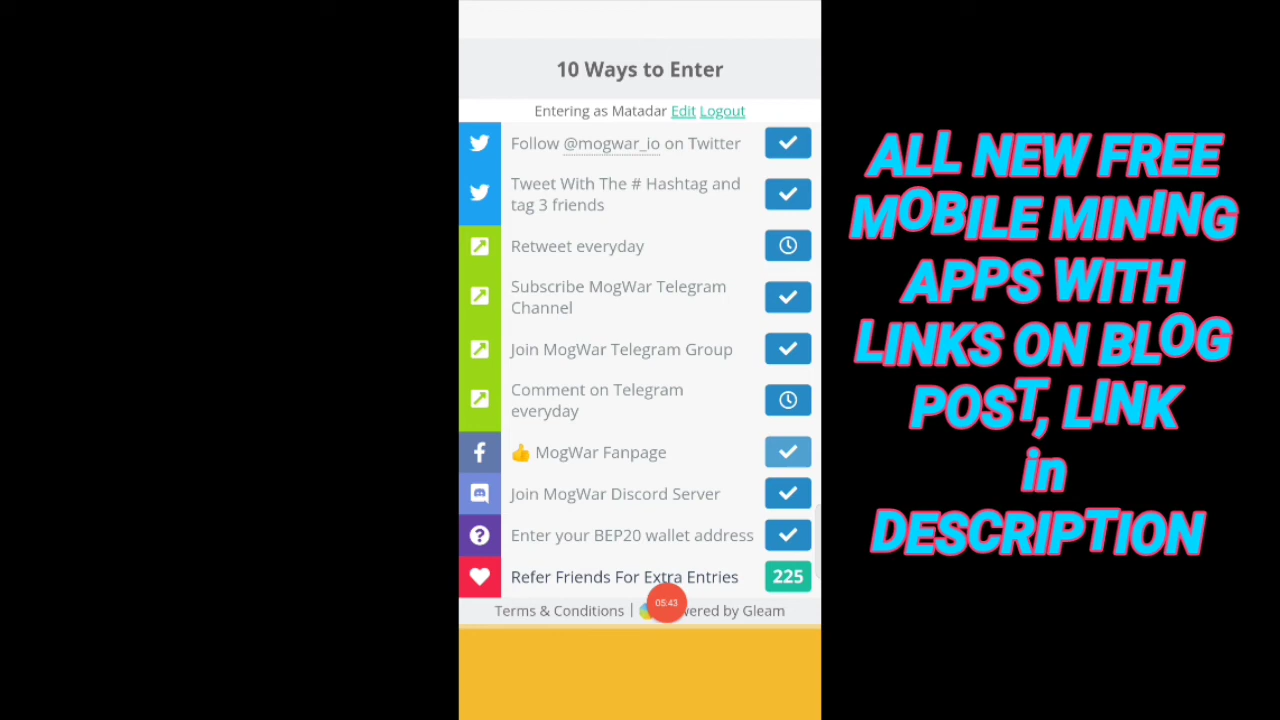 10 Ways to Enter
Entering as Matadar Edit Logout
Follow @mogwar_io on Twitter
Tweet With The # Hashtag and
tag 3 friends
Retweet everyday
Subscribe MogWar Telegram
Channel
Join MogWar Telegram Group
Comment on Telegram
everyday
MogWar Fanpage
Join MogWar Discord Server
Enter your BEP20 wallet address
Refer Friends For Extra Entries 225
05:43
Terms & Conditions | wered by Gleam
ALL NEW FREE
MOBILE MINING
APPS WITH
LINKS ON BLOG
POST, LINK
in
DESCRIPTION